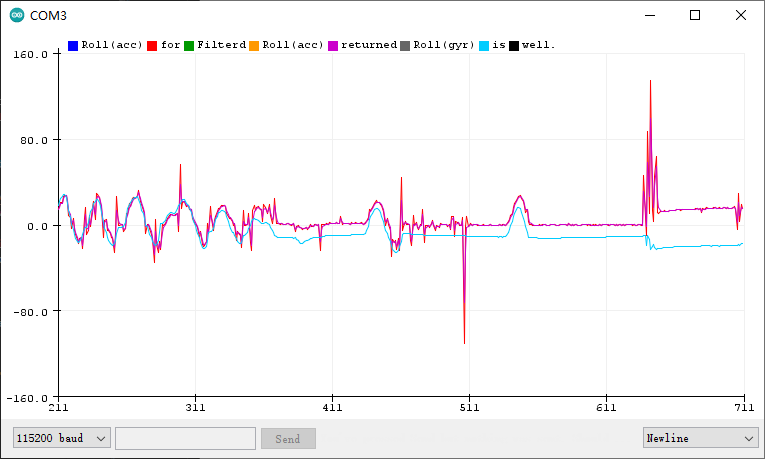 COM3
Roll(acc) for Filterd Roll(acc) returned Roll(gyr) is well.
160.0
80.0
0.0
-80.0
-160.0
211 311 411 511 611 711
115200 baud Send Newline